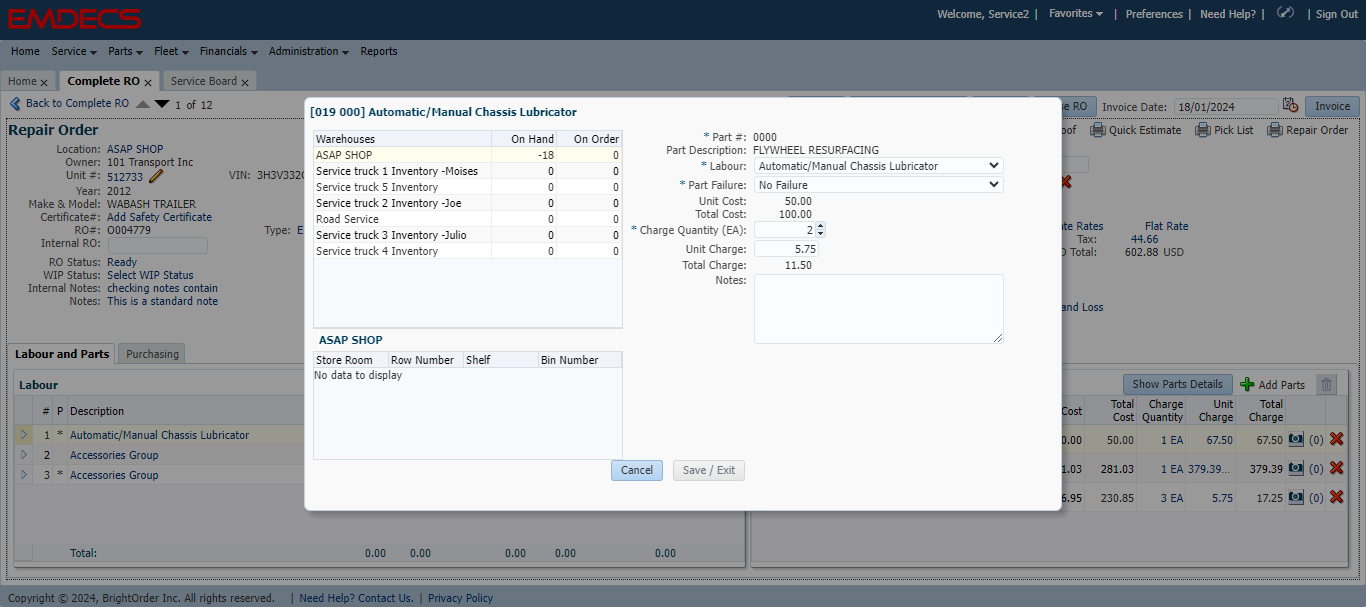 EMDECS
Welcome, Service2 | Favorites | Preferences | Need Help? | | Sign Out
Home Service Parts Fleet Financials Administration Reports
Home x Complete RO x Service Board x
Back to Complete RO 1 of 12
se RO Invoice Date: 18/01/2024 Invoice
Repair Order
oof Quick Estimate Pick List Repair Order
Location: ASAP SHOP
Owner: 101 Transport Inc
Unit #: 512733 VIN: 3H3V332C
Year: 2012
Make & Model: WABASH TRAILER
Certificate#: Add Safety Certificate
RO#: O004779 Type: E
Internal RO:
RO Status: Ready
WIP Status: Select WIP Status
Internal Notes: checking notes contain
Notes: This is a standard note
te Rates Flat Rate
Tax: 44.66
O Total: 602.88 USD
and Loss
[019 000] Automatic/Manual Chassis Lubricator
Warehouses On Hand On Order
ASAP SHOP -18 0
Service truck 1 Inventory -Moises 0 0
Service truck 5 Inventory 0 0
Service truck 2 Inventory -Joe 0 0
Road Service 0 0
Service truck 3 Inventory -Julio 0 0
Service truck 4 Inventory 0 0
ASAP SHOP
Store Room Row Number Shelf Bin Number
No data to display
* Part #: 0000
Part Description: FLYWHEEL RESURFACING
* Labour: Automatic/Manual Chassis Lubricator
* Part Failure: No Failure
Unit Cost: 50.00
Total Cost: 100.00
* Charge Quantity (EA): 2
Unit Charge: 5.75
Total Charge: 11.50
Notes:
Cancel Save / Exit
Labour and Parts Purchasing
Labour
# P Description
1 * Automatic/Manual Chassis Lubricator
2 Accessories Group
3 * Accessories Group
Total: 0.00 0.00 0.00 0.00 0.00
Show Parts Details Add Parts
Cost Total Cost Charge Quantity Unit Charge Total Charge
0.00 50.00 1 EA 67.50 67.50 (0)
1.03 281.03 1 EA 379.39... 379.39 (0)
6.95 230.85 3 EA 5.75 17.25 (0)
Copyright © 2024, BrightOrder Inc. All rights reserved. | Need Help? Contact Us. | Privacy Policy